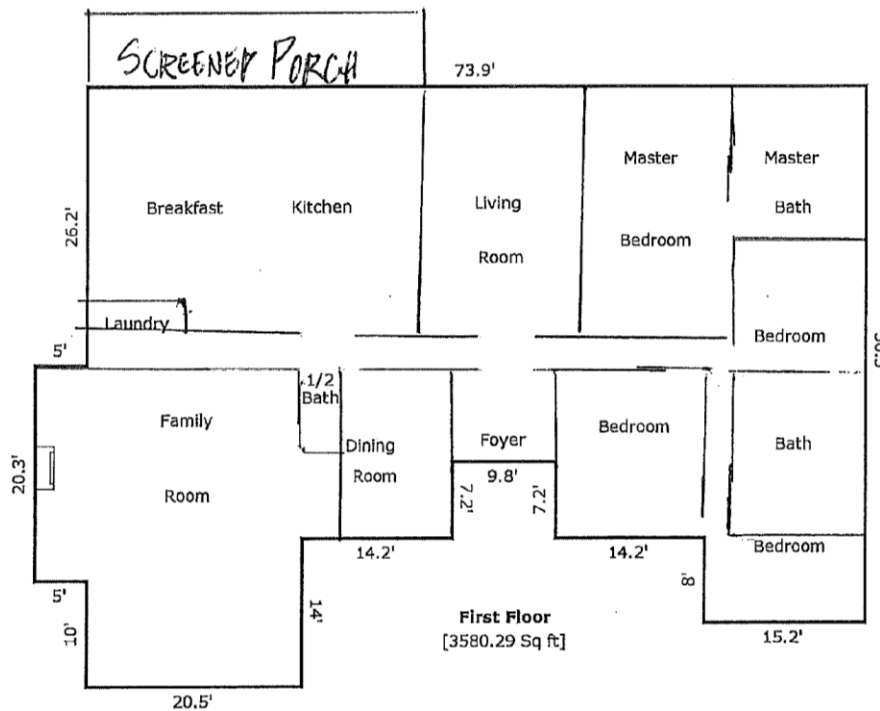 SCREENED PORCH
73.9'
Master
Master
Breakfast
Kitchen
Living
Bath
26.2'
Room
Bedroom
Laundry
Bedroom
5'
1/2
Bath
Family
Dining
Foyer
Bedroom
Bath
20.3'
Room
Room
9.8'
7.2'
7.2'
14.2'
14.2'
Bedroom
5'
10'
14'
8'
First Floor
[3580.29 Sq ft]
15.2'
20.5'